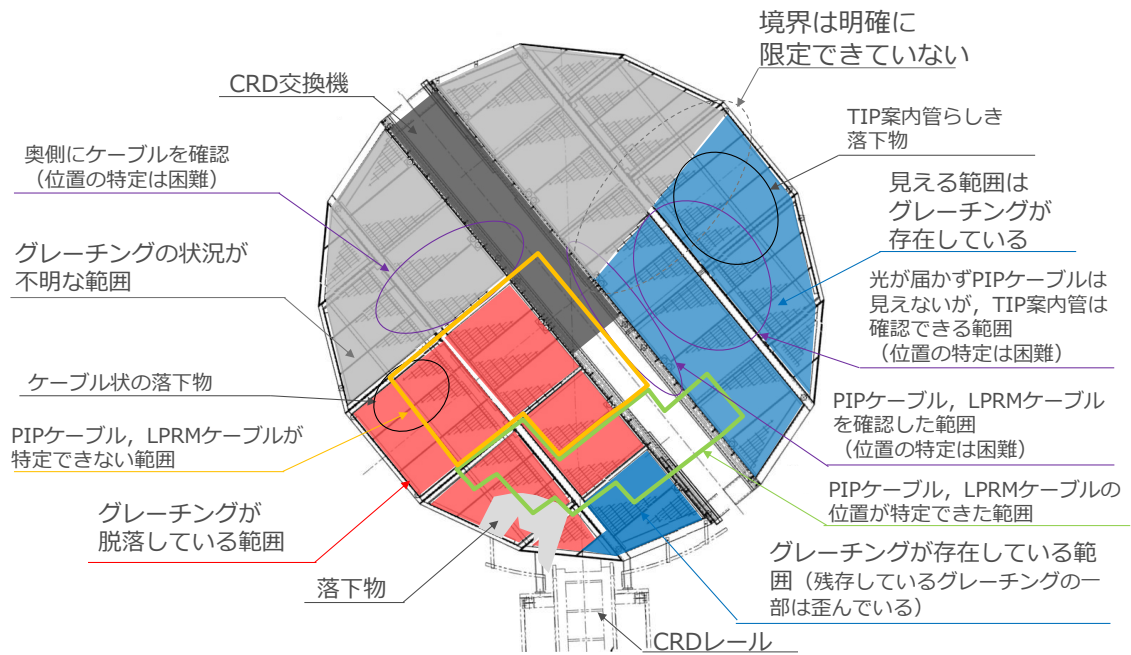 境界は明確に
限定できていない
CRD交換機
TIP案内管らしき
落下物
奥側にケーブルを確認
（位置の特定は困難）
見える範囲は
グレーチングが
存在している
グレーチングの状況が
不明な範囲
光が届かずPIPケーブルは
見えないが，TIP案内管は
確認できる範囲
（位置の特定は困難）
ケーブル状の落下物
PIPケーブル，LPRMケーブル
を確認した範囲
（位置の特定は困難）
PIPケーブル，LPRMケーブルが
特定できない範囲
PIPケーブル，LPRMケーブルの
位置が特定できた範囲
グレーチングが
脱落している範囲
グレーチングが存在している範
囲（残存しているグレーチングの一
部は歪んでいる）
落下物
CRDレール